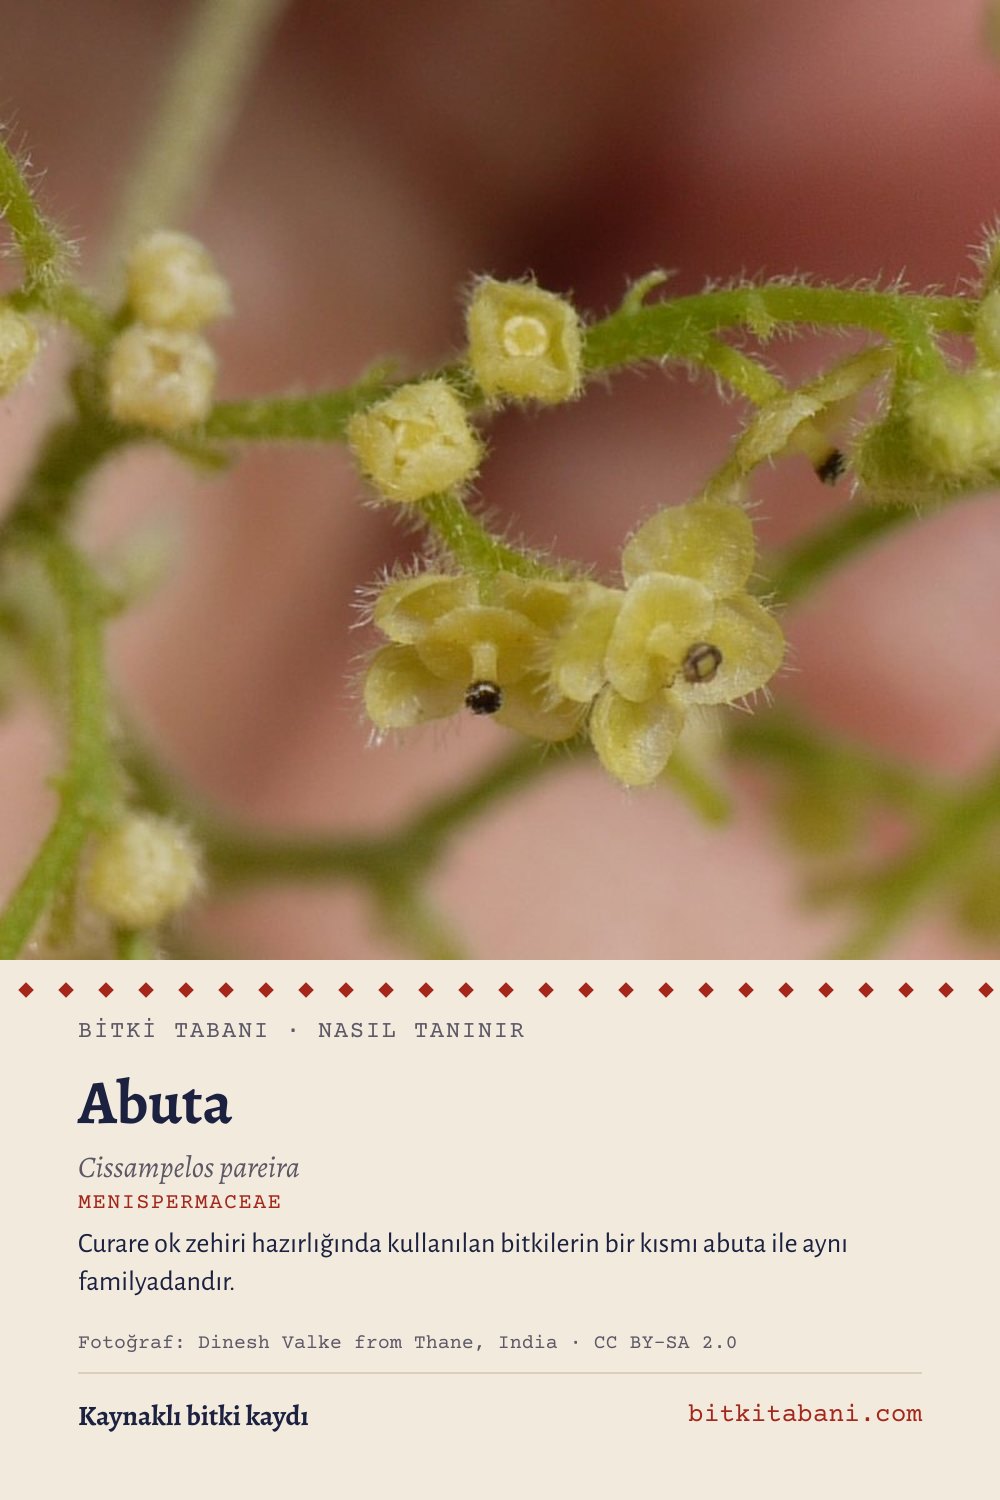 BİTKİ TABANI · NASIL TANINIR
Abuta
Cissampelos pareira
MENISPERMACEAE
Curare ok zehiri hazırlığında kullanılan bitkilerin bir kısmı abuta ile aynı
familyadandır.
Fotoğraf: Dinesh Valke from Thane, India · CC BY-SA 2.0
Kaynaklı bitki kaydı
bitkitabani.com